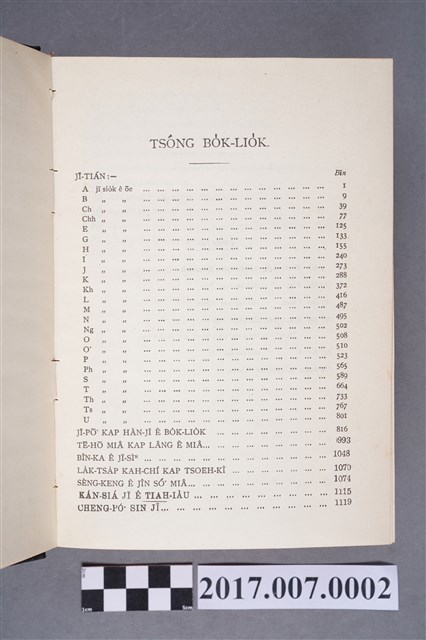 TSÓNG BO̍K-LIO̍K.
Bīn
JĪ-TIÁN:—
A jī sio̍k ê ōe ... 1
B „ „ ... 9
Ch „ „ ... 39
Chh „ „ ... 77
E „ „ ... 125
G „ „ ... 133
H „ „ ... 155
I „ „ ... 240
J „ „ ... 273
K „ „ ... 288
Kh „ „ ... 372
L „ „ ... 416
M „ „ ... 487
N „ „ ... 495
Ng „ „ ... 502
O „ „ ... 508
O͘ „ „ ... 510
P „ „ ... 523
Ph „ „ ... 565
S „ „ ... 589
T „ „ ... 664
Th „ „ ... 733
Ts „ „ ... 767
U „ „ ... 801
JĪ-PŌ͘ KAP HÀN-JĪ Ê BO̍K-LIO̍K ... 816
TĒ-HŌ MIÂ KAP LÂNG Ê MIÂ ... 993
BÎN-KA Ê JĪ-SÌⁿ ... 1048
LA̍K-TSA̍P KAH-CHÍ KAP TSOEH-KÌ ... 1070
SÈNG-KENG Ê JÎN SŌ͘ MIÂ ... 1074
KÁN-SIÁ JĪ Ê TIAH-IÀU ... 1115
CHENG-PÓ͘ SIN JĪ ... 1119
1cm 5cm
2017.007.0002